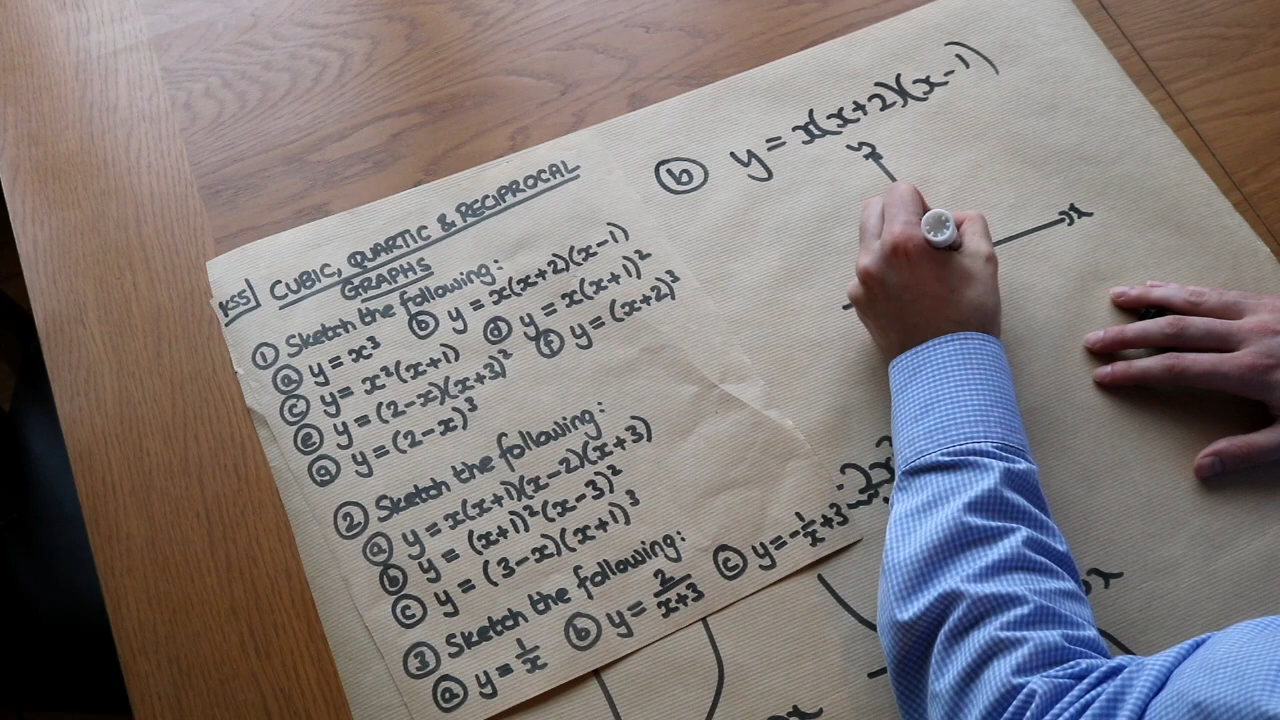 KS5 CUBIC, QUARTIC & RECIPROCAL
GRAPHS
① Sketch the following:
ⓐ y = x³ ⓑ y = x(x+2)(x-1)
ⓒ y = x²(x+1) ⓓ y = x(x+1)²
ⓔ y = (2-x)(x+3)² ⓕ y = (x+2)³
ⓖ y = (2-x)³
② Sketch the following:
ⓐ y = x(x+1)(x-2)(x+3)
ⓑ y = (x+1)²(x-3)²
ⓒ y = (3-x)(x+1)³
③ Sketch the following:
ⓐ y = 1/x ⓑ y = 2/(x+3) ⓒ y = -1/x + 3
ⓑ y = x(x+2)(x-1)
y
x
x
x